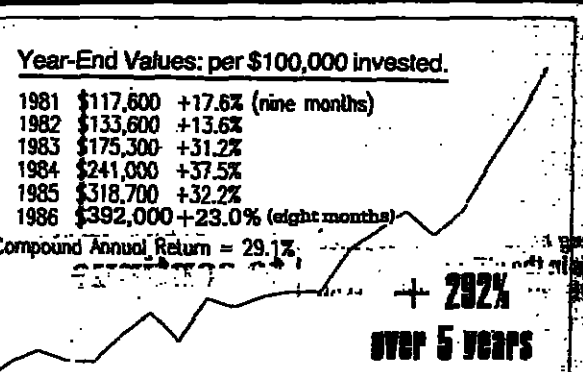 Year-End Values: per $100,000 invested.
1981 $117,600 +17.6% (nine months)
1982 $133,600 +13.6%
1983 $175,300 +31.2%
1984 $241,000 +37.5%
1985 $318,700 +32.2%
1986 $392,000 +23.0% (eight months)
Compound Annual Return = 29.1%
+ 292%
over 5 years